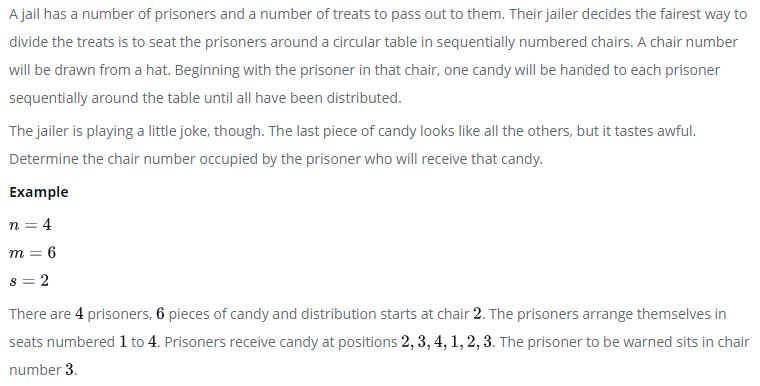 A jail has a number of prisoners and a number of treats to pass out to them. Their jailer decides the fairest way to
divide the treats is to seat the prisoners around a circular table in sequentially numbered chairs. A chair number
will be drawn from a hat. Beginning with the prisoner in that chair, one candy will be handed to each prisoner
sequentially around the table until all have been distributed.
The jailer is playing a little joke, though. The last piece of candy looks like all the others, but it tastes awful.
Determine the chair number occupied by the prisoner who will receive that candy.
Example
n = 4
m = 6
s = 2
There are 4 prisoners, 6 pieces of candy and distribution starts at chair 2. The prisoners arrange themselves in
seats numbered 1 to 4. Prisoners receive candy at positions 2, 3, 4, 1, 2, 3. The prisoner to be warned sits in chair
number 3.